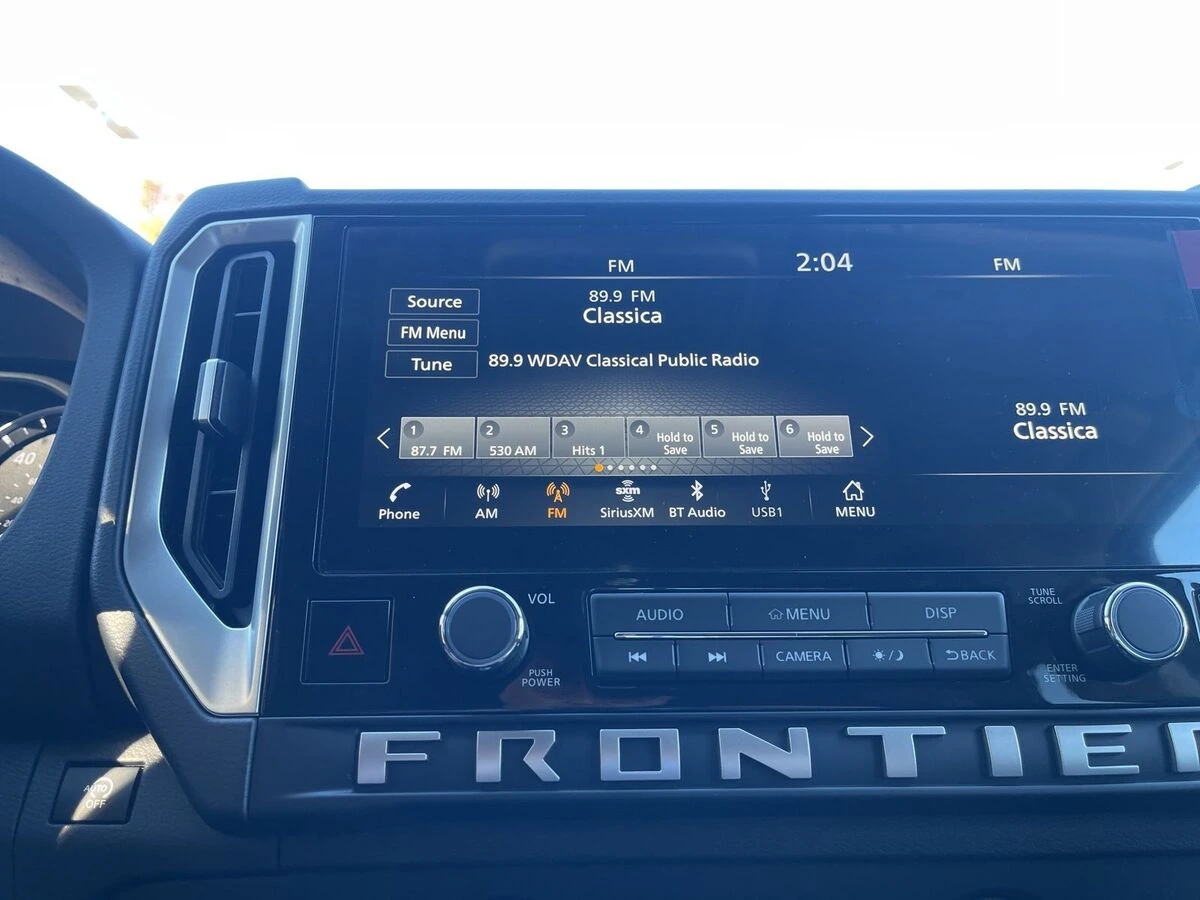 FM
2:04
FM
Source
FM Menu
Tune
89.9 FM
Classica
89.9 WDAV Classical Public Radio
89.9 FM
Classica
1
87.7 FM
2
530 AM
3
Hits 1
4
Hold to
Save
5
Hold to
Save
6
Hold to
Save
Phone
AM
FM
sxm
SiriusXM
BT Audio
USB1
MENU
VOL
PUSH
POWER
AUDIO
MENU
DISP
CAMERA
BACK
TUNE
SCROLL
ENTER
SETTING
FRONTIER
AUTO
OFF
40